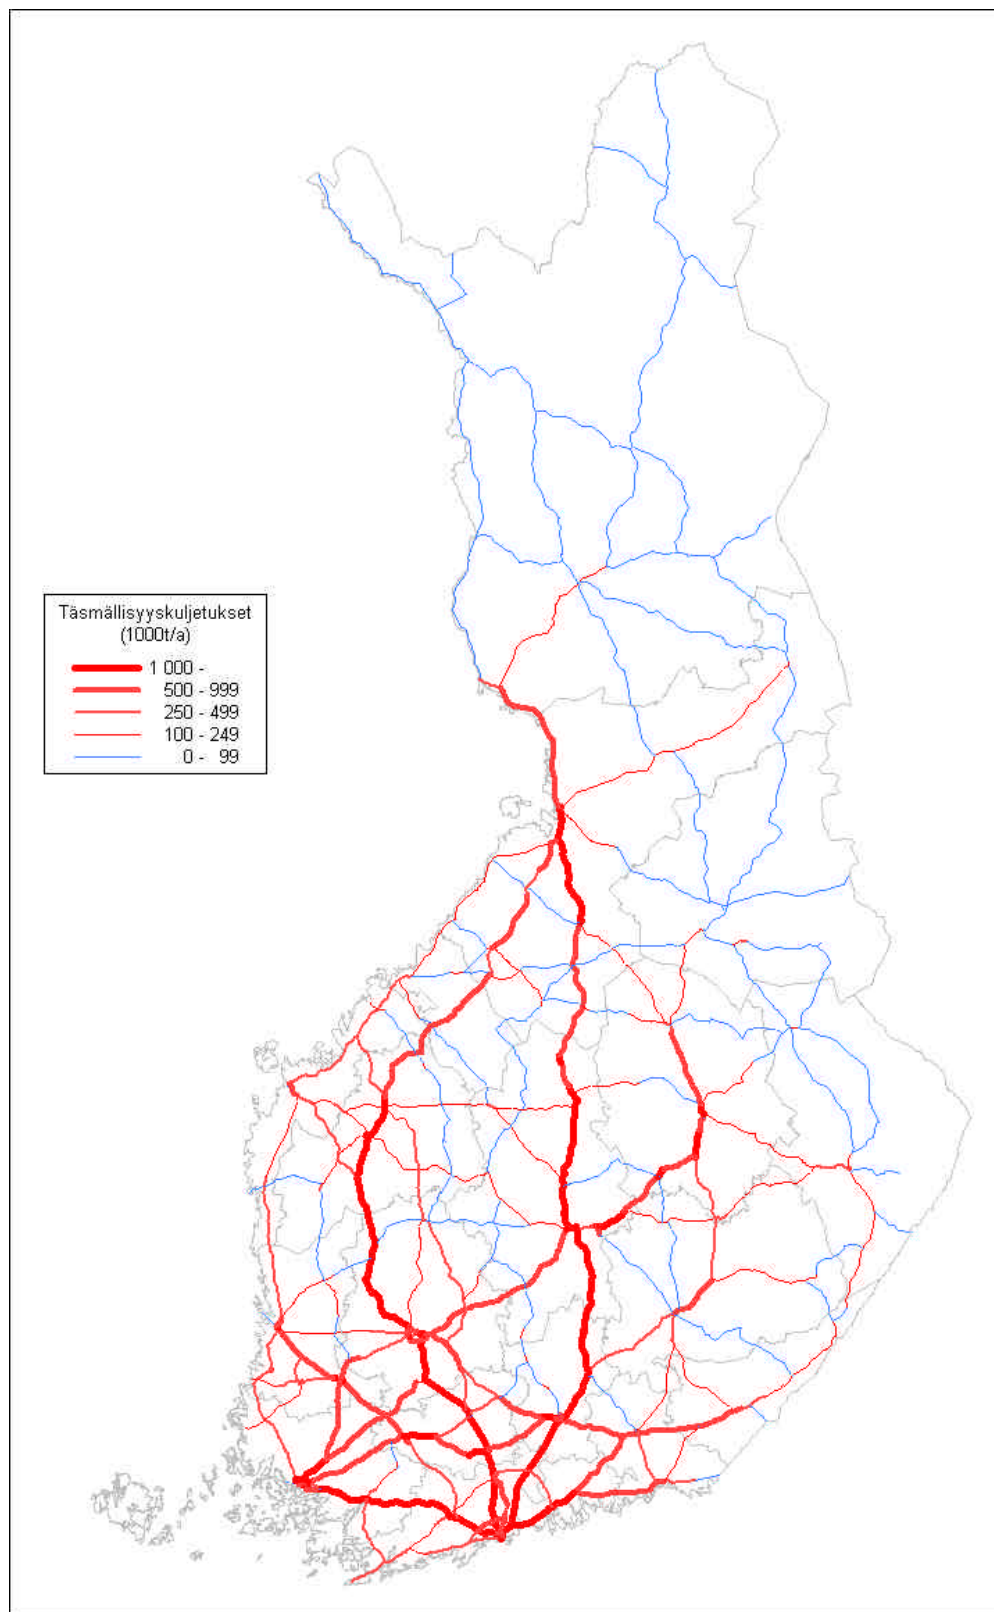 Täsmällisyyskuljetukset
(1000t/a)
1 000 -
500 - 999
250 - 499
100 - 249
0 - 99